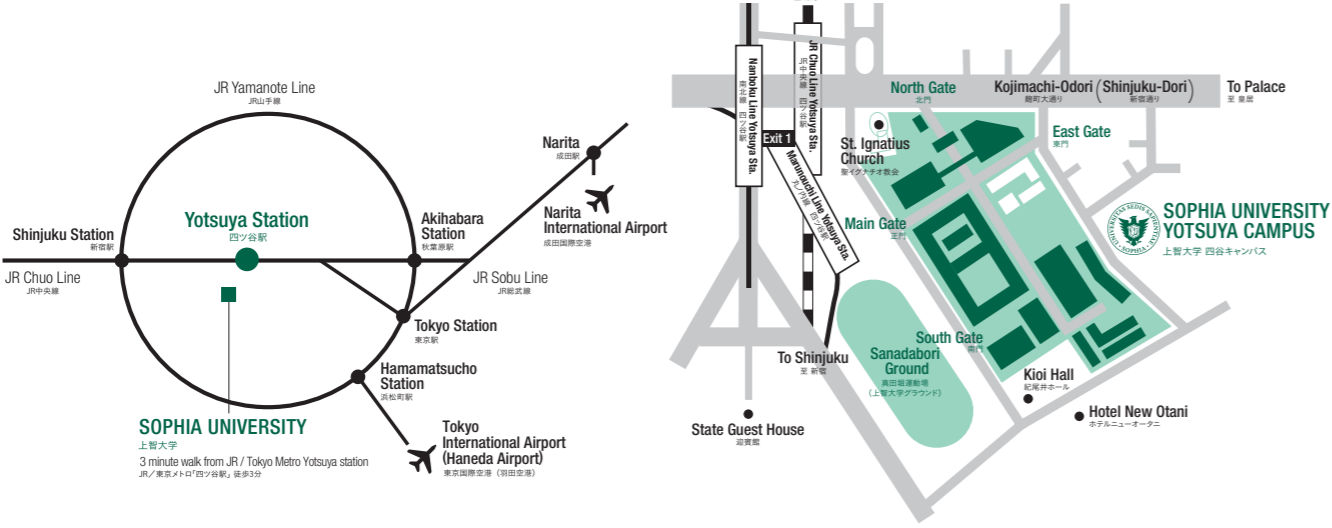 JR Yamanote Line
JR山手線
Yotsuya Station
四ツ谷駅
Shinjuku Station
新宿駅
JR Chuo Line
JR中央線
Akihabara
Station
秋葉原駅
JR Sobu Line
JR総武線
Narita
成田駅
Narita
International Airport
成田国際空港
Tokyo Station
東京駅
Hamamatsucho
Station
浜松町駅
Tokyo
International Airport
(Haneda Airport)
東京国際空港（羽田空港）
SOPHIA UNIVERSITY
上智大学
3 minute walk from JR / Tokyo Metro Yotsuya station
JR／東京メトロ「四ツ谷駅」徒歩3分
Nanboku Line Yotsuya Sta.
南北線 四ツ谷駅
JR Chuo Line Yotsuya Sta.
JR中央線 四ツ谷駅
Exit 1
Marunouchi Line Yotsuya Sta.
丸ノ内線 四ツ谷駅
North Gate
北門
Kojimachi-Odori (Shinjuku-Dori)
麹町大通り 新宿通り
To Palace
至 皇居
East Gate
東門
St. Ignatius
Church
聖イグナチオ教会
Main Gate
正門
SOPHIA UNIVERSITY
YOTSUYA CAMPUS
上智大学 四谷キャンパス
South Gate
南門
To Shinjuku
至 新宿
Sanadabori
Ground
真田堀運動場
（上智大学グラウンド）
Kioi Hall
紀尾井ホール
Hotel New Otani
ホテルニューオータニ
State Guest House
迎賓館